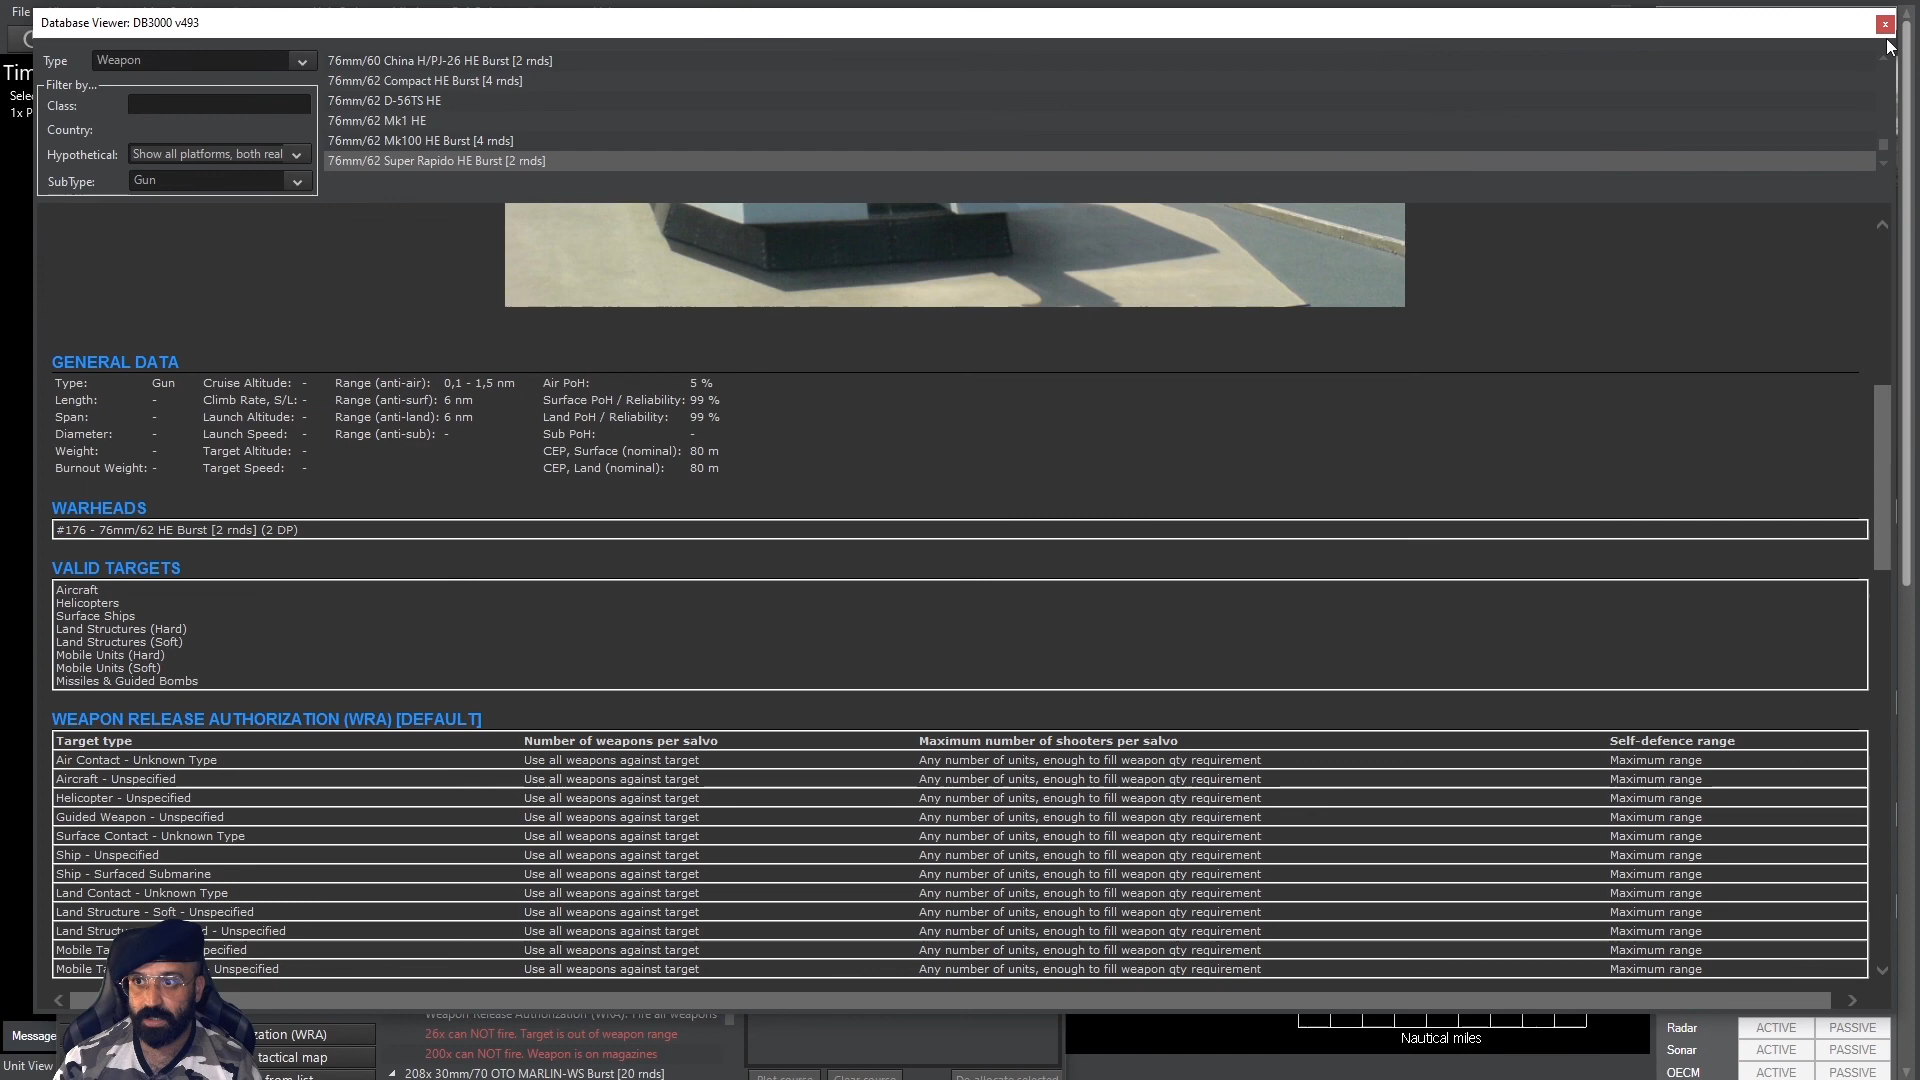 File
Database Viewer: DB3000 v493
x
Tim
Sele
1x P
Type Weapon
Filter by...
Class:
Country:
Hypothetical: Show all platforms, both real
SubType: Gun
76mm/60 China H/PJ-26 HE Burst [2 rnds]
76mm/62 Compact HE Burst [4 rnds]
76mm/62 D-56TS HE
76mm/62 Mk1 HE
76mm/62 Mk100 HE Burst [4 rnds]
76mm/62 Super Rapido HE Burst [2 rnds]
GENERAL DATA
Type: Gun Cruise Altitude: - Range (anti-air): 0,1 - 1,5 nm Air PoH: 5 %
Length: - Climb Rate, S/L: - Range (anti-surf): 6 nm Surface PoH / Reliability: 99 %
Span: - Launch Altitude: - Range (anti-land): 6 nm Land PoH / Reliability: 99 %
Diameter: - Launch Speed: - Range (anti-sub): - Sub PoH: -
Weight: - Target Altitude: - CEP, Surface (nominal): 80 m
Burnout Weight: - Target Speed: - CEP, Land (nominal): 80 m
WARHEADS
#176 - 76mm/62 HE Burst [2 rnds] (2 DP)
VALID TARGETS
Aircraft
Helicopters
Surface Ships
Land Structures (Hard)
Land Structures (Soft)
Mobile Units (Hard)
Mobile Units (Soft)
Missiles & Guided Bombs
WEAPON RELEASE AUTHORIZATION (WRA) [DEFAULT]
Target type Number of weapons per salvo Maximum number of shooters per salvo Self-defence range
Air Contact - Unknown Type Use all weapons against target Any number of units, enough to fill weapon qty requirement Maximum range
Aircraft - Unspecified Use all weapons against target Any number of units, enough to fill weapon qty requirement Maximum range
Helicopter - Unspecified Use all weapons against target Any number of units, enough to fill weapon qty requirement Maximum range
Guided Weapon - Unspecified Use all weapons against target Any number of units, enough to fill weapon qty requirement Maximum range
Surface Contact - Unknown Type Use all weapons against target Any number of units, enough to fill weapon qty requirement Maximum range
Ship - Unspecified Use all weapons against target Any number of units, enough to fill weapon qty requirement Maximum range
Ship - Surfaced Submarine Use all weapons against target Any number of units, enough to fill weapon qty requirement Maximum range
Land Contact - Unknown Type Use all weapons against target Any number of units, enough to fill weapon qty requirement Maximum range
Land Structure - Soft - Unspecified Use all weapons against target Any number of units, enough to fill weapon qty requirement Maximum range
Land Structu d - Unspecified Use all weapons against target Any number of units, enough to fill weapon qty requirement Maximum range
Mobile Ta pecified Use all weapons against target Any number of units, enough to fill weapon qty requirement Maximum range
Mobile Ta - Unspecified Use all weapons against target Any number of units, enough to fill weapon qty requirement Maximum range
Weapon Release Authorization (WRA): Fire all weapons
Message zation (WRA) 26x can NOT fire. Target is out of weapon range
tactical map 200x can NOT fire. Weapon is on magazines
Unit View from list 208x 30mm/70 OTO MARLIN-WS Burst [20 rnds]
Plot course Clear course De-allocate selected
Nautical miles
Radar ACTIVE PASSIVE
Sonar ACTIVE PASSIVE
OECM ACTIVE PASSIVE